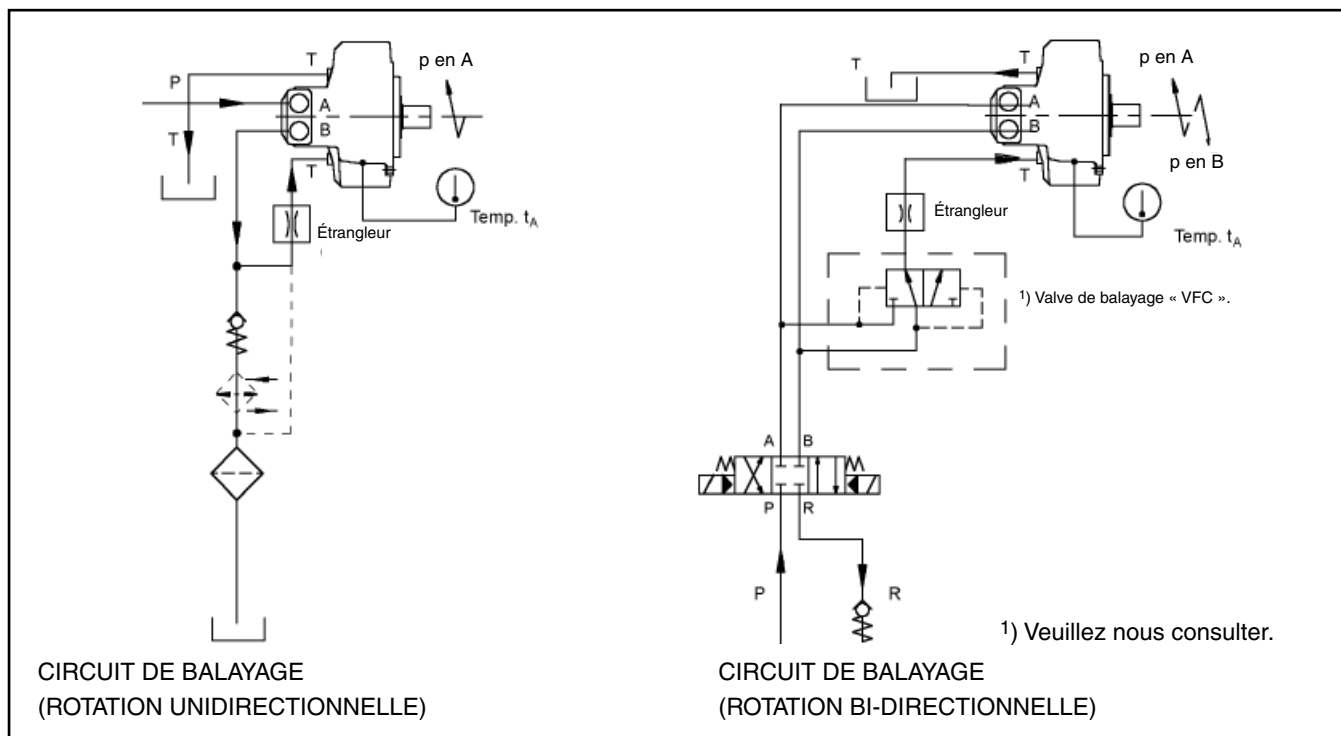 T
p en A
P
A
B
T
T
Temp. tA
Étrangleur
CIRCUIT DE BALAYAGE
(ROTATION UNIDIRECTIONNELLE)
T
T
p en A
A
B
p en B
T
Étrangleur
Temp. tA
1) Valve de balayage « VFC ».
A B
P R
P R
1) Veuillez nous consulter.
CIRCUIT DE BALAYAGE
(ROTATION BI-DIRECTIONNELLE)